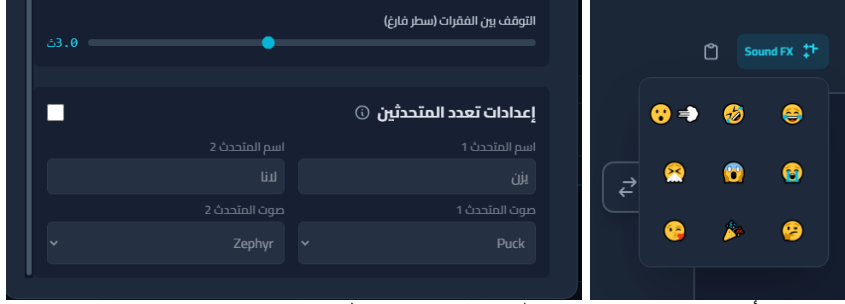 التوقف بين الفقرات (سطر فارغ)
3.0ث
إعدادات تعدد المتحدثين
اسم المتحدث 1
اسم المتحدث 2
يزن
لانا
صوت المتحدث 1
صوت المتحدث 2
Puck
Zephyr
Sound FX